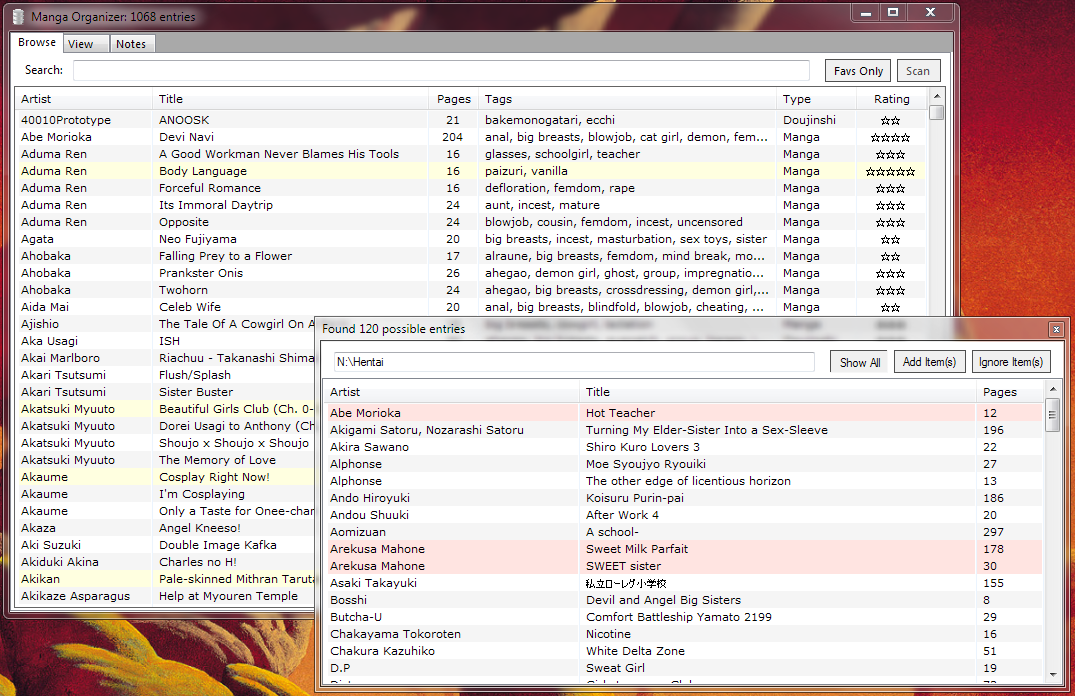 Manga Organizer: 1068 entries
Browse View Notes
Search: Favs Only Scan
Artist Title Pages Tags Type Rating
40010Prototype ANOOSK 21 bakemonogatari, ecchi Doujinshi ☆☆
Abe Morioka Devi Navi 204 anal, big breasts, blowjob, cat girl, demon, fem... Manga ☆☆☆☆
Aduma Ren A Good Workman Never Blames His Tools 16 glasses, schoolgirl, teacher Manga ☆☆☆
Aduma Ren Body Language 16 paizuri, vanilla Manga ☆☆☆☆☆
Aduma Ren Forceful Romance 16 defloration, femdom, rape Manga ☆☆☆
Aduma Ren Its Immoral Daytrip 24 aunt, incest, mature Manga ☆☆☆
Aduma Ren Opposite 24 blowjob, cousin, femdom, incest, uncensored Manga ☆☆☆
Agata Neo Fujiyama 20 big breasts, incest, masturbation, sex toys, sister Manga ☆☆
Ahobaka Falling Prey to a Flower 17 alraune, big breasts, femdom, mind break, mo... Manga ☆☆
Ahobaka Prankster Onis 26 ahegao, demon girl, ghost, group, impregnatio... Manga ☆☆☆
Ahobaka Twohorn 24 ahegao, big breasts, crossdressing, demon girl,... Manga ☆☆☆
Aida Mai Celeb Wife 20 anal, big breasts, blindfold, blowjob, cheating, ... Manga ☆☆
Ajishio The Tale Of A Cowgirl On A
Aka Usagi ISH
Akai Marlboro Riachuu - Takanashi Shima
Akari Tsutsumi Flush/Splash
Akari Tsutsumi Sister Buster
Akatsuki Myuuto Beautiful Girls Club (Ch. 0-
Akatsuki Myuuto Dorei Usagi to Anthony (Ch
Akatsuki Myuuto Shoujo x Shoujo x Shoujo
Akatsuki Myuuto The Memory of Love
Akaume Cosplay Right Now!
Akaume I'm Cosplaying
Akaume Only a Taste for Onee-char
Akaza Angel Kneeso!
Aki Suzuki Double Image Kafka
Akiduki Akina Charles no H!
Akikan Pale-skinned Mithran Taruta
Akikaze Asparagus Help at Myouren Temple
Found 120 possible entries
N:\Hentai Show All Add Item(s) Ignore Item(s)
Artist Title Pages
Abe Morioka Hot Teacher 12
Akigami Satoru, Nozarashi Satoru Turning My Elder-Sister Into a Sex-Sleeve 196
Akira Sawano Shiro Kuro Lovers 3 22
Alphonse Moe Syoujyo Ryouiki 27
Alphonse The other edge of licentious horizon 13
Ando Hiroyuki Koisuru Purin-pai 186
Andou Shuuki After Work 4 20
Aomizuan A school- 297
Arekusa Mahone Sweet Milk Parfait 178
Arekusa Mahone SWEET sister 30
Asaki Takayuki 私立ローレグ小学校 155
Bosshi Devil and Angel Big Sisters 8
Butcha-U Comfort Battleship Yamato 2199 29
Chakayama Tokoroten Nicotine 16
Chakura Kazuhiko White Delta Zone 51
D.P Sweat Girl 19